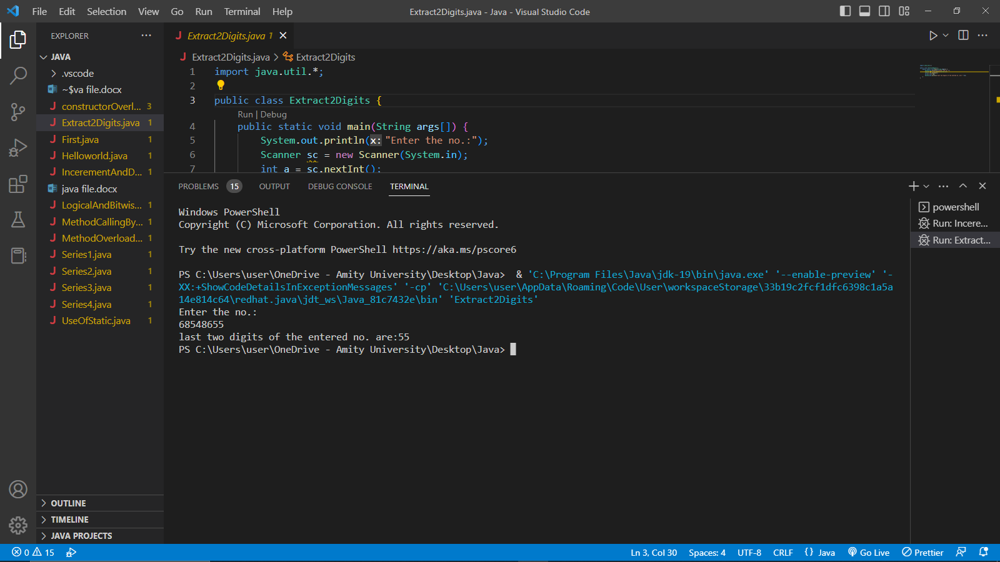 File Edit Selection View Go Run Terminal Help
Extract2Digits.java - Java - Visual Studio Code
EXPLORER
JAVA
.vscode
~$va file.docx
constructorOverl... 3
Extract2Digits.java 1
First.java 1
Helloworld.java 1
IncerementAndD... 1
java file.docx
LogicalAndBitwis... 1
MethodCallingBy... 1
MethodOverload... 1
Series1.java 1
Series2.java 1
Series3.java 1
Series4.java 1
UseOfStatic.java 1
OUTLINE
TIMELINE
JAVA PROJECTS
Extract2Digits.java 1
Extract2Digits.java > Extract2Digits
1 import java.util.*;
2
3 public class Extract2Digits {
Run | Debug
4 public static void main(String args[]) {
5 System.out.println(x: "Enter the no.:");
6 Scanner sc = new Scanner(System.in);
7 int a = sc.nextInt();
PROBLEMS 15 OUTPUT DEBUG CONSOLE TERMINAL
Windows PowerShell
Copyright (C) Microsoft Corporation. All rights reserved.
Try the new cross-platform PowerShell https://aka.ms/pscore6
PS C:\Users\user\OneDrive - Amity University\Desktop\Java>  & 'C:\Program Files\Java\jdk-19\bin\java.exe' '--enable-preview' '-
XX:+ShowCodeDetailsInExceptionMessages' '-cp' 'C:\Users\user\AppData\Roaming\Code\User\workspaceStorage\33b19c2fcf1dfc6398c1a5a
14e814c64\redhat.java\jdt_ws\Java_81c7432e\bin' 'Extract2Digits'
Enter the no.:
68548655
last two digits of the entered no. are:55
PS C:\Users\user\OneDrive - Amity University\Desktop\Java>
powershell
Run: Incere...
Run: Extract...
0 15
Ln 3, Col 30 Spaces: 4 UTF-8 CRLF {} Java Go Live Prettier